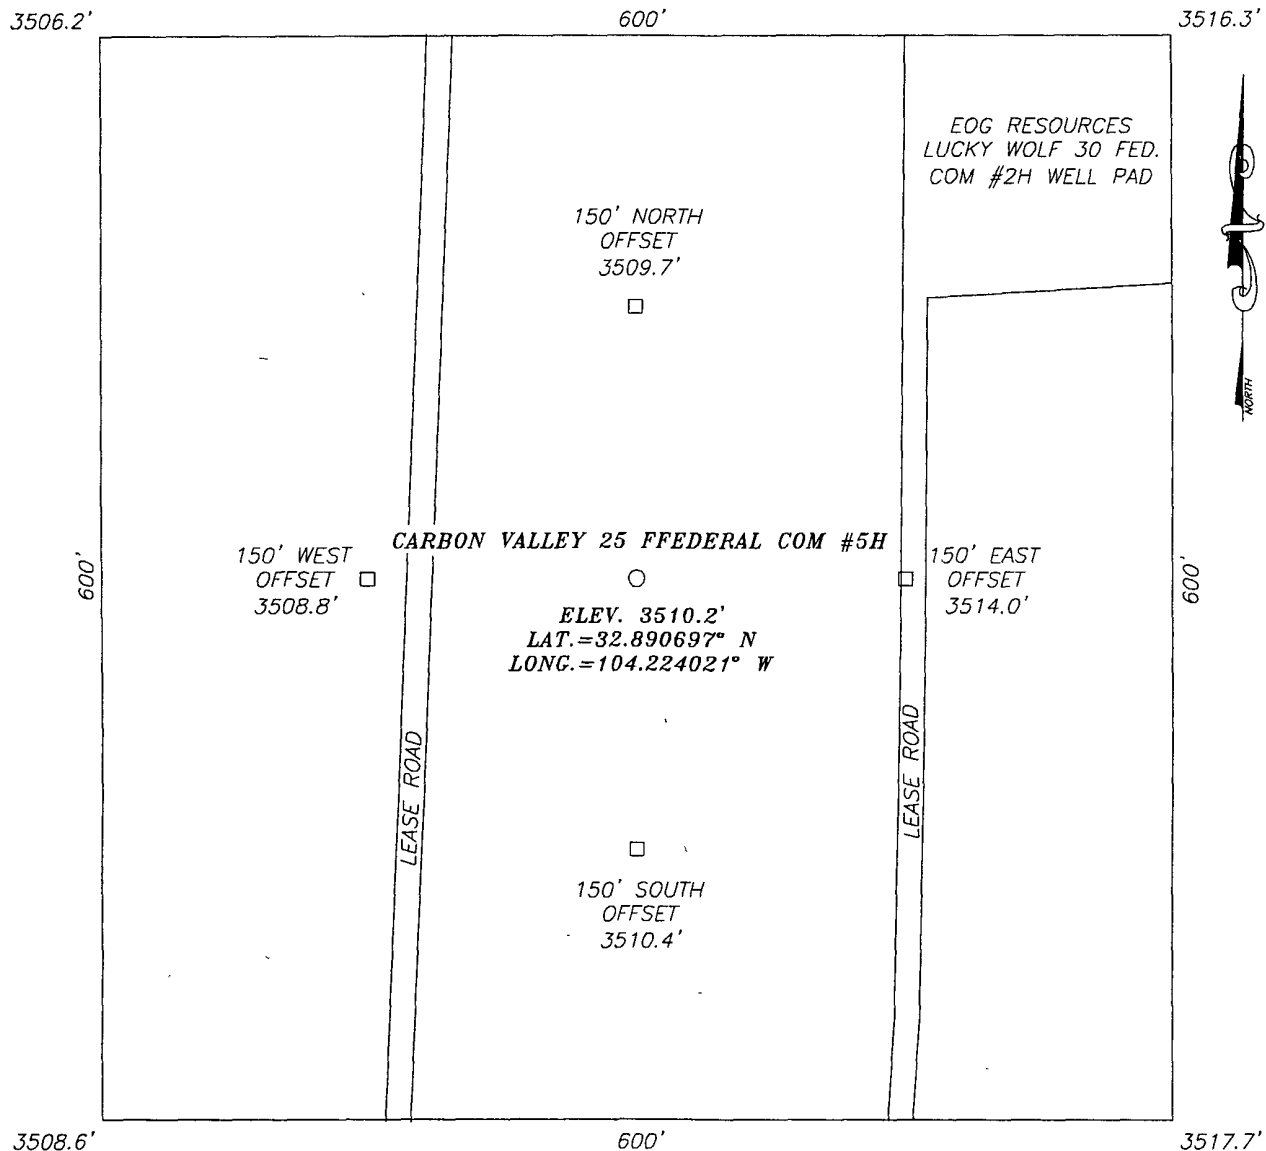 3506.2'
600'
3516.3'
EOG RESOURCES
LUCKY WOLF 30 FED.
COM #2H WELL PAD
150' NORTH
OFFSET
3509.7'
NORTH
CARBON VALLEY 25 FFEDERAL COM #5H
600'
150' WEST
OFFSET
3508.8'
150' EAST
OFFSET
3514.0'
600'
ELEV. 3510.2'
LAT.=32.890697° N
LONG.=104.224021° W
LEASE ROAD
LEASE ROAD
150' SOUTH
OFFSET
3510.4'
3508.6'
600'
3517.7'